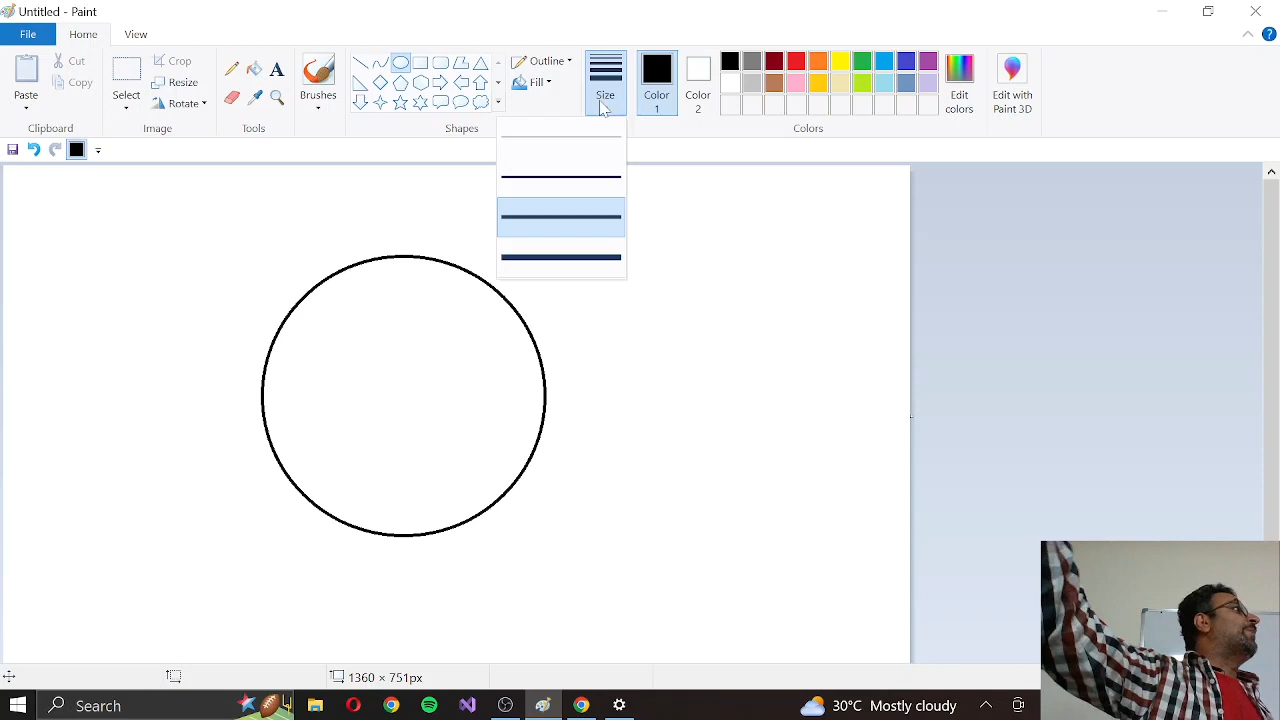 Untitled - Paint
File Home View
Paste Cut Copy
Select Crop Resize Rotate
A
Brushes
Outline Fill
Size
Color 1
Color 2
Edit colors
Edit with Paint 3D
Clipboard Image Tools Shapes Colors
1360 × 751px
Search
30°C Mostly cloudy